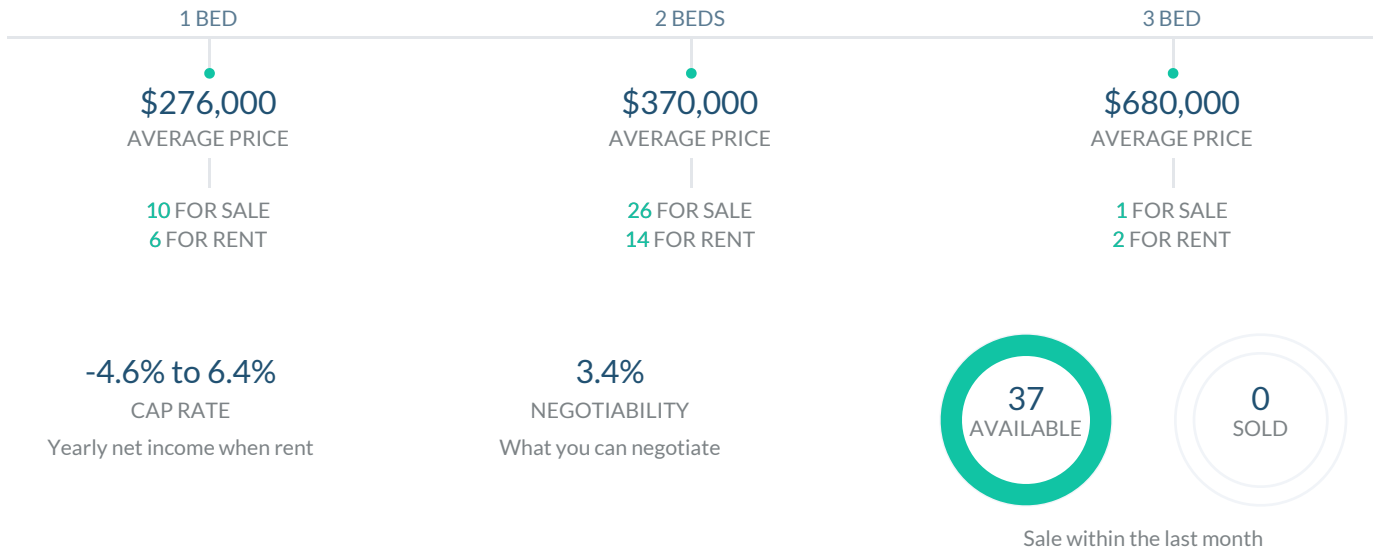 1 BED
2 BEDS
3 BED
$276,000
AVERAGE PRICE
10 FOR SALE
6 FOR RENT
$370,000
AVERAGE PRICE
26 FOR SALE
14 FOR RENT
$680,000
AVERAGE PRICE
1 FOR SALE
2 FOR RENT
-4.6% to 6.4%
CAP RATE
Yearly net income when rent
3.4%
NEGOTIABILITY
What you can negotiate
37
AVAILABLE
0
SOLD
Sale within the last month